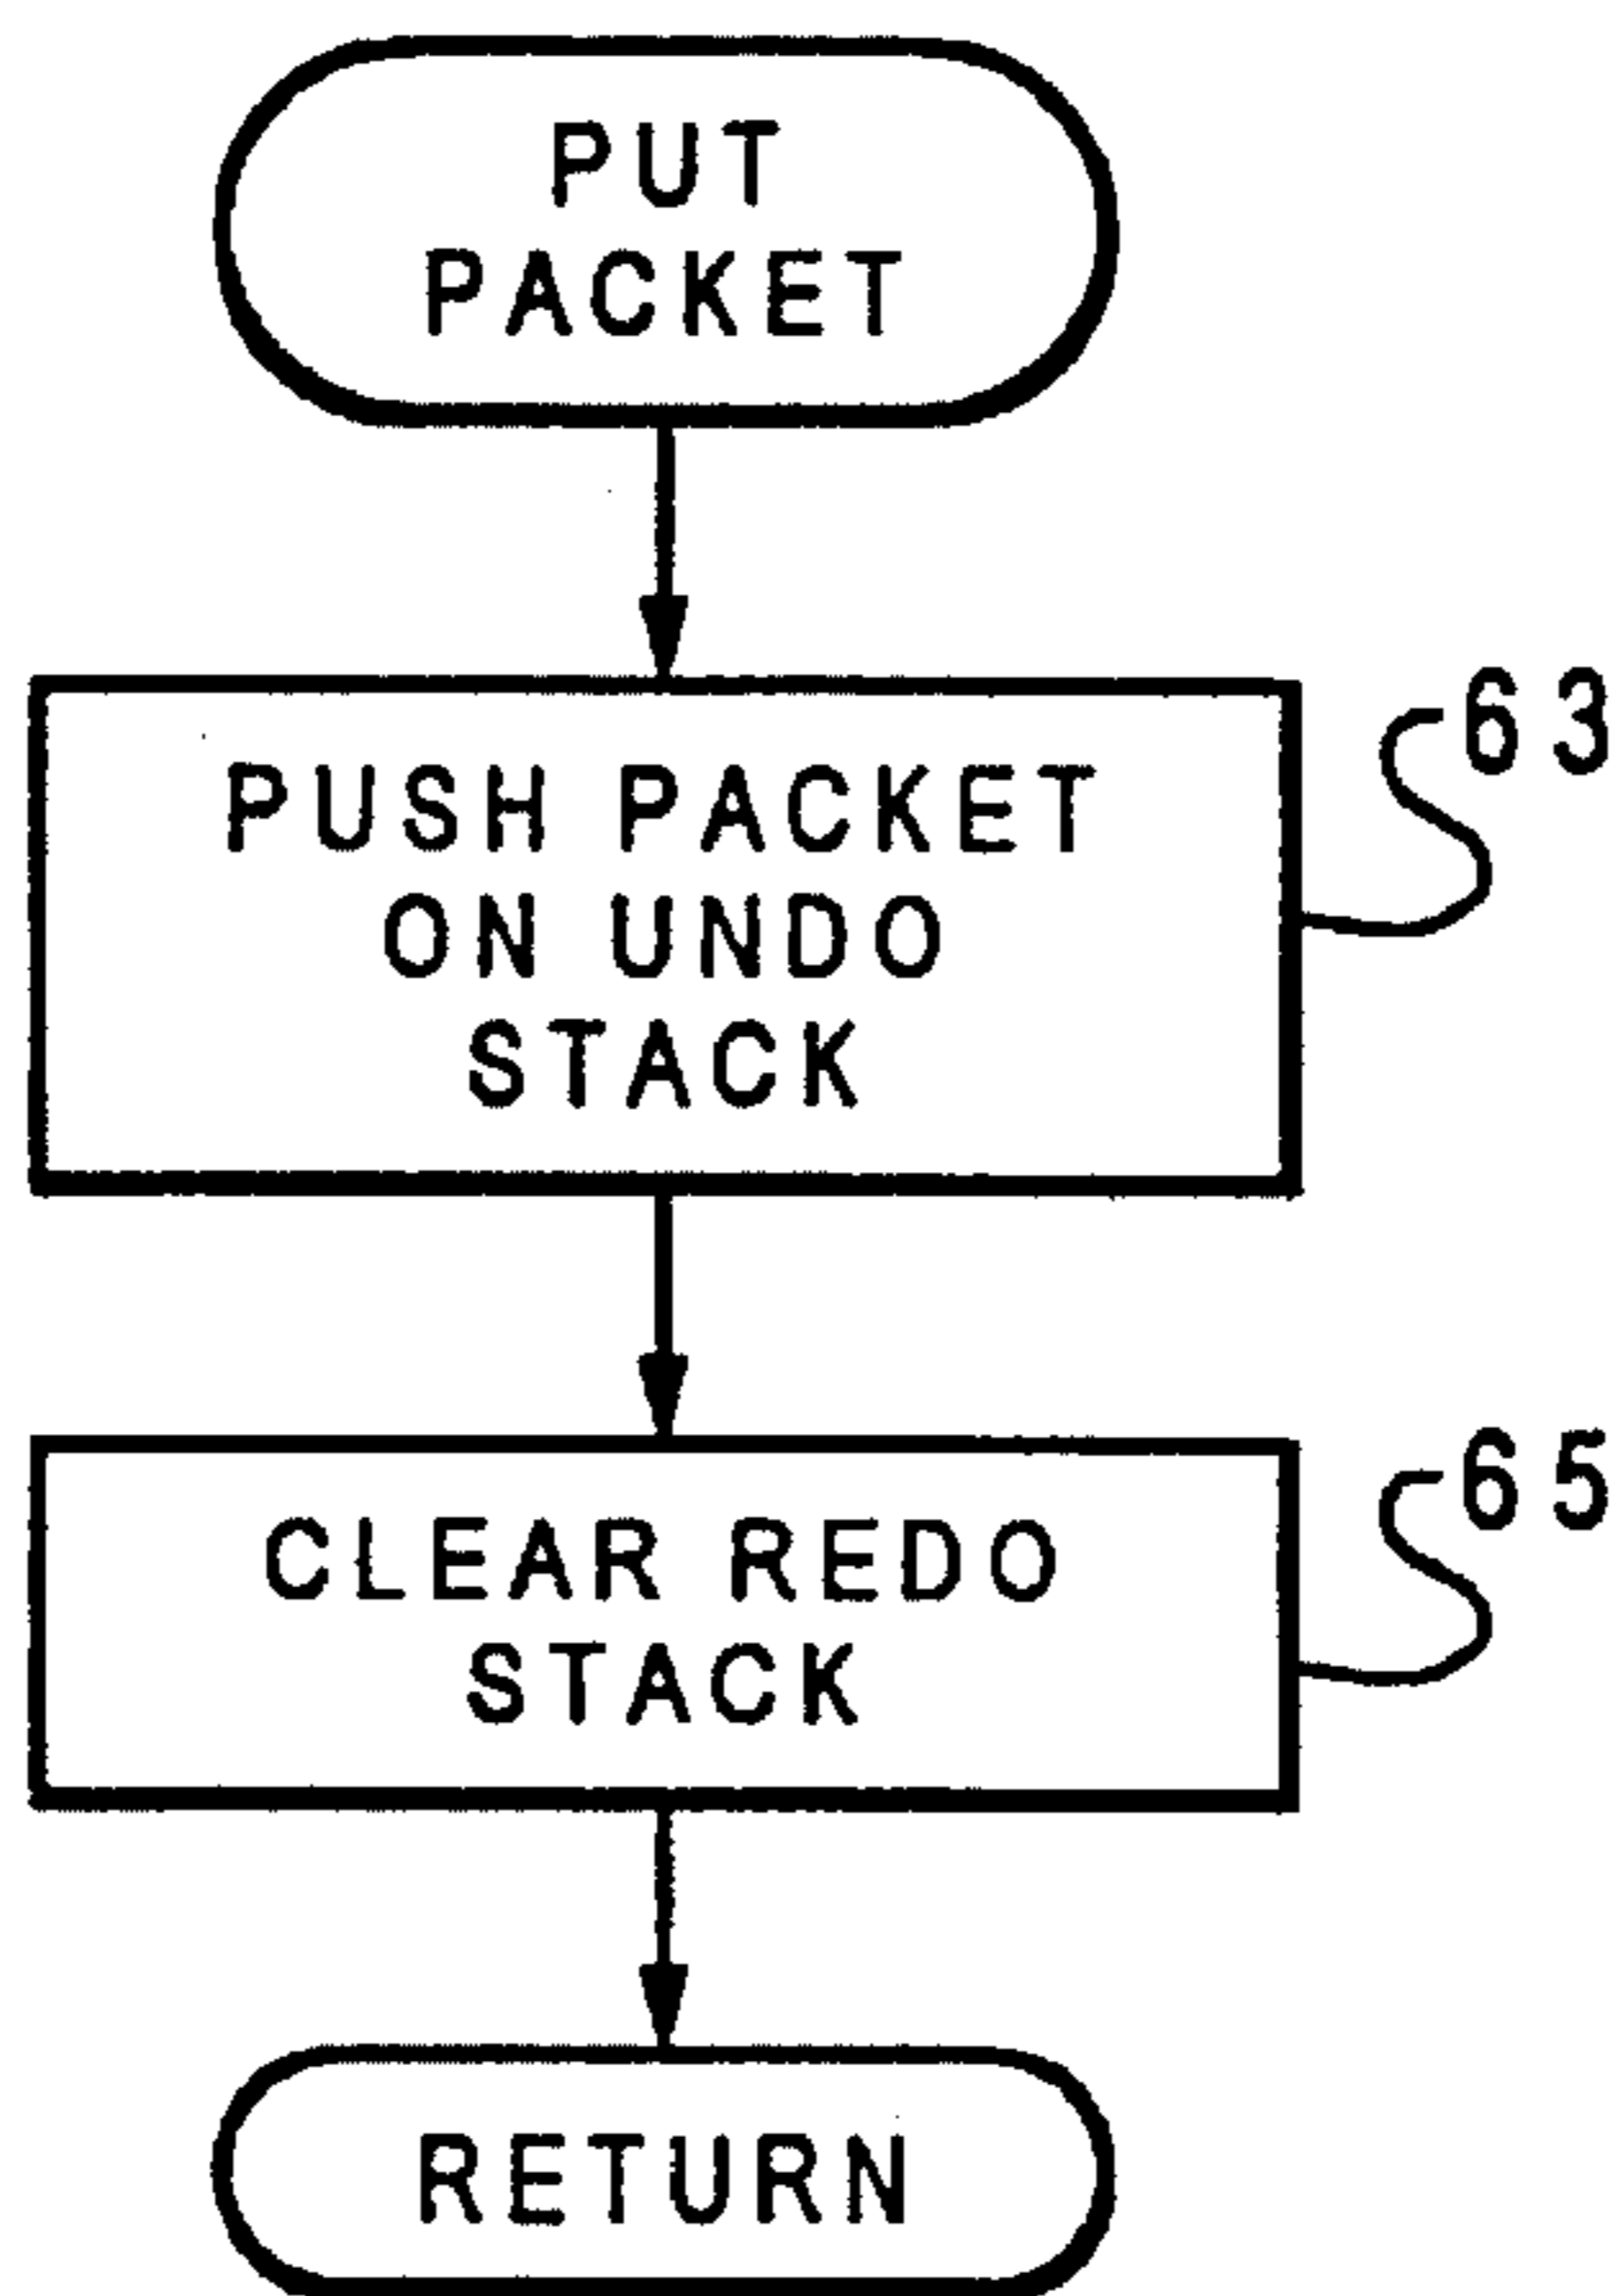 PUT
PACKET
63
PUSH PACKET
ON UNDO
STACK
65
CLEAR REDO
STACK
RETURN